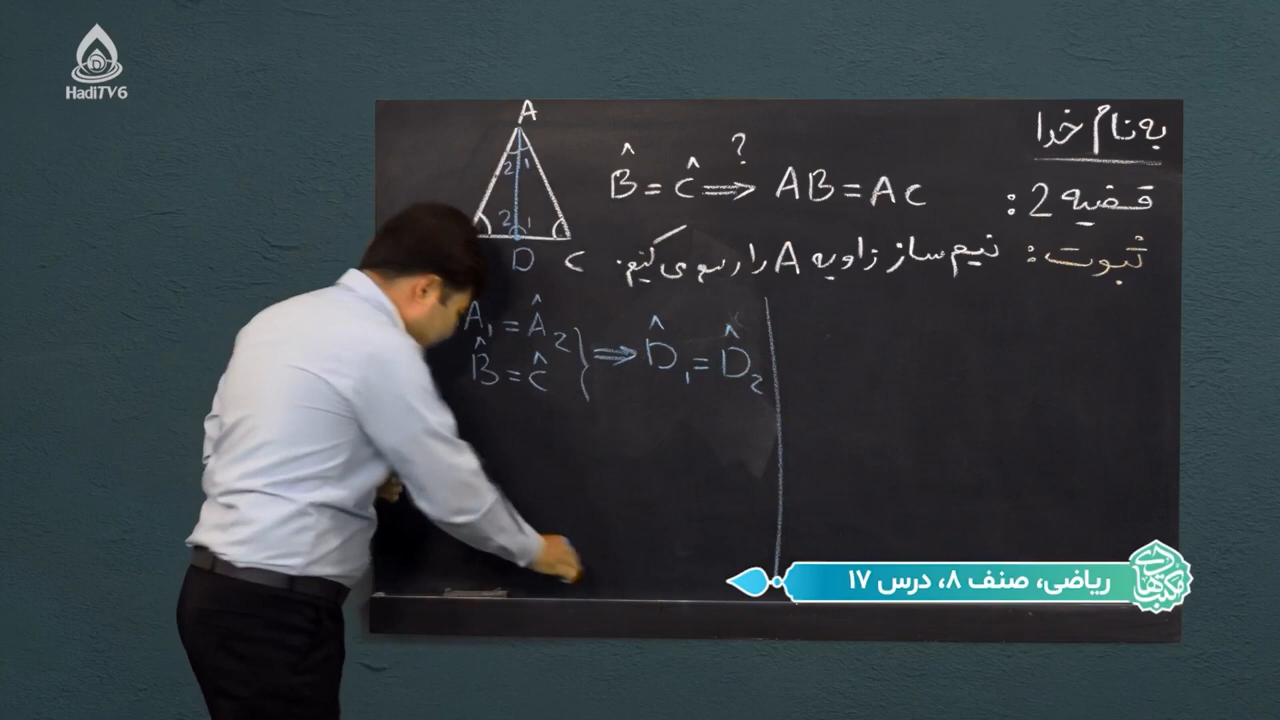 HadiTV6
به نام خدا
قضیه 2 :
B̂ = Ĉ ⇒ AB = AC
?
ثبوت : نیم ساز زاویه A را رسم می کنیم.
A
2 1
2 1
D C
A₁ = Â₂
B̂ = Ĉ
} ⇒ D̂₁ = D̂₂
ریاضی، صنف ۸، درس ۱۷